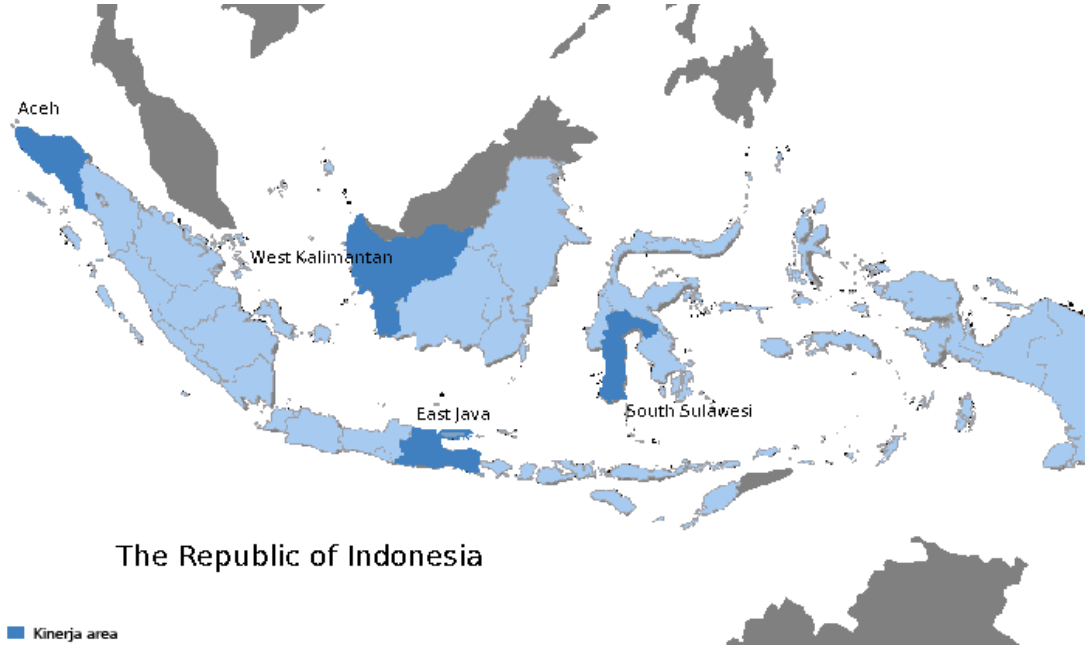 Aceh
West Kalimantan
East Java
South Sulawesi
The Republic of Indonesia
Kinerja area